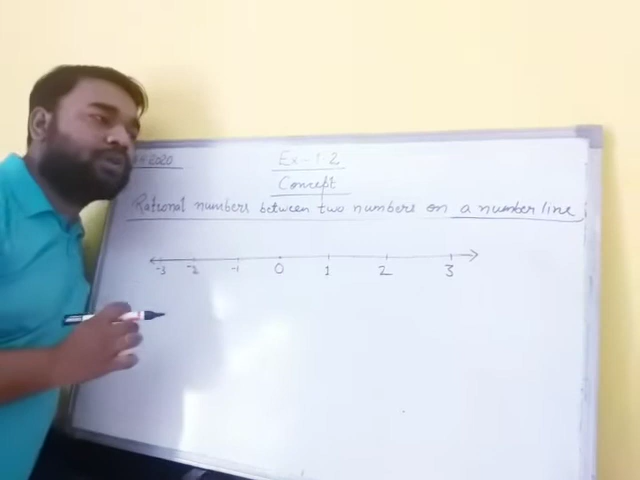 2020
Ex-1.2
Concept
Rational numbers between two numbers on a number line
-3 -2 -1 0 1 2 3